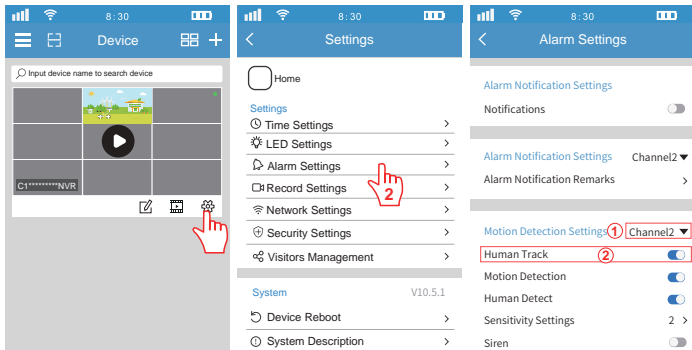 8:30
Device
Input device name to search device
C1*********NVR
8:30
Settings
Home
Settings
Time Settings
LED Settings
Alarm Settings
2
Record Settings
Network Settings
Security Settings
Visitors Management
System V10.5.1
Device Reboot
System Description
8:30
Alarm Settings
Alarm Notification Settings
Notifications
Alarm Notification Settings Channel2
Alarm Notification Remarks
Motion Detection Settings 1 Channel2
Human Track 2
Motion Detection
Human Detect
Sensitivity Settings 2
Siren